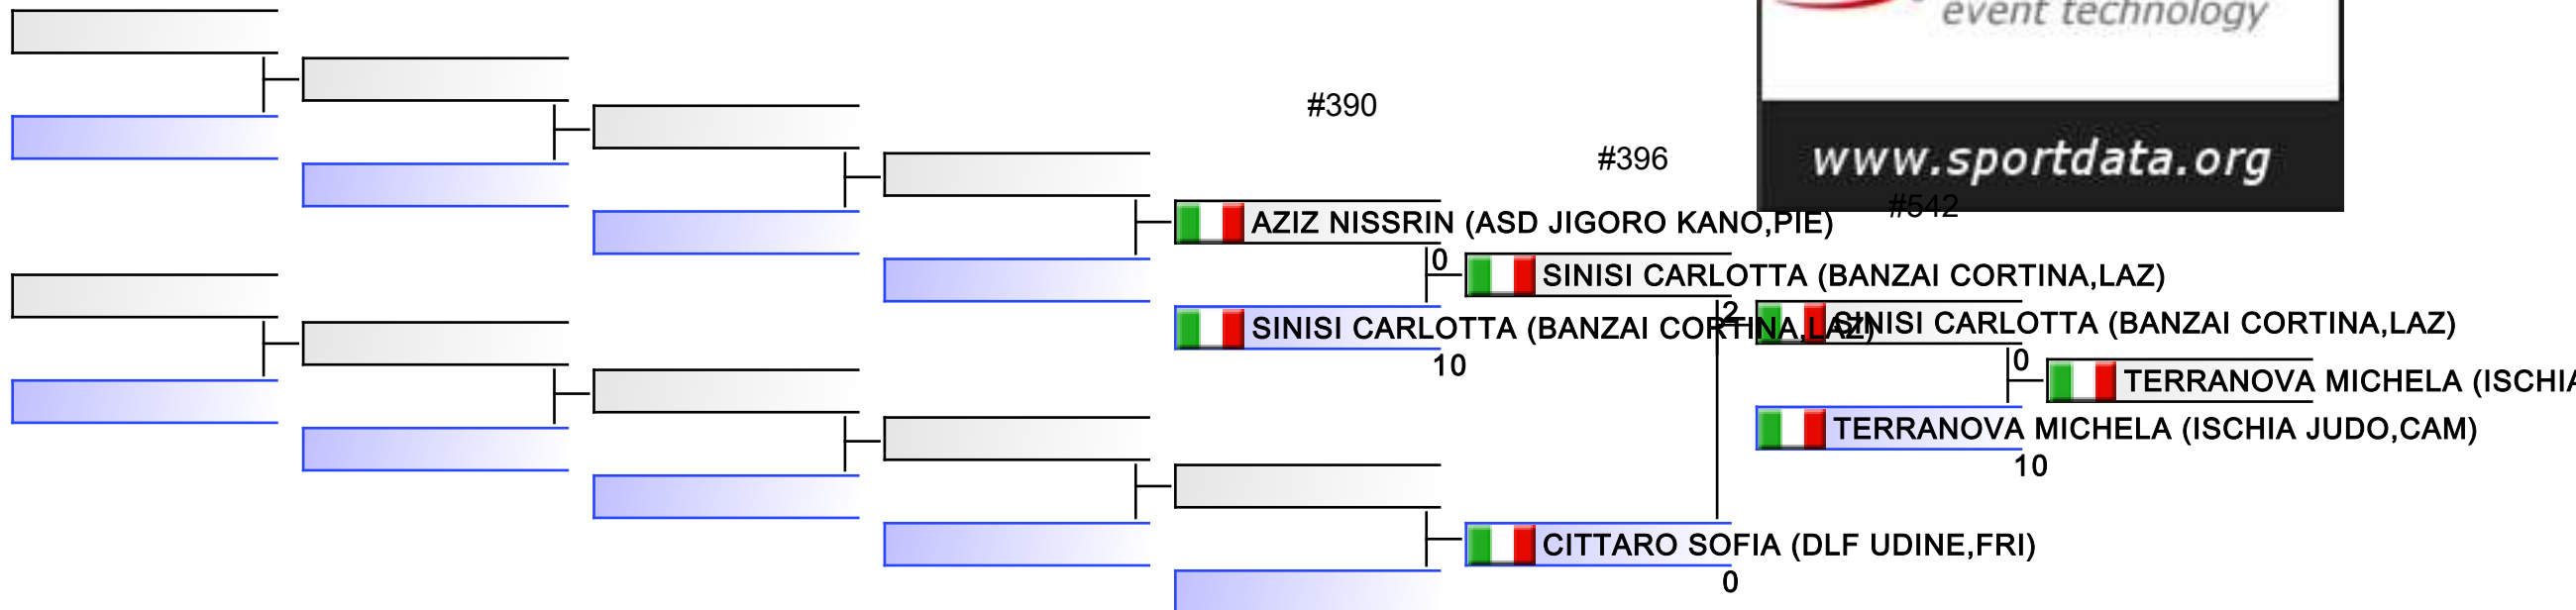 event technology
#390
#396
www.sportdata.org
#542
AZIZ NISSRIN (ASD JIGORO KANO,PIE)
0
SINISI CARLOTTA (BANZAI CORTINA,LAZ)
2
SINISI CARLOTTA (BANZAI CORTINA,LAZ)
SINISI CARLOTTA (BANZAI CORTINA,LAZ)
10
0
TERRANOVA MICHELA (ISCHIA
TERRANOVA MICHELA (ISCHIA JUDO,CAM)
10
CITTARO SOFIA (DLF UDINE,FRI)
0